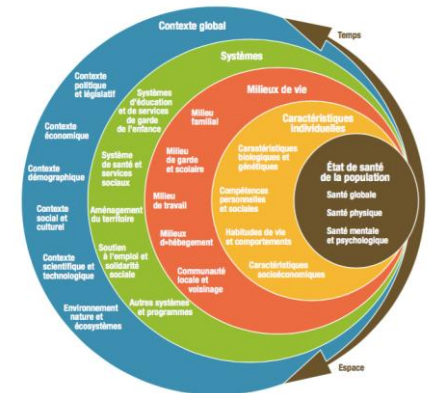 Contexte global
Temps
Systèmes
Contexte
politique
et législatif
Systèmes
d'éducation
et de services
de garde
de l'enfance
Milieux de vie
Milieu
familial
Caractéristiques
individuelles
Contexte
économique
Milieu
de garde
et scolaire
Caractéristiques
biologiques et
génétiques
État de santé
de la population
Système
de santé et
services
sociaux
Contexte
démographique
Santé globale
Compétences
personnelles
et sociales
Milieu
de travail
Santé physique
Contexte
social et
culturel
Aménagement
du territoire
Santé mentale
et psychologique
Habitudes de vie
et comportements
Milieux
d»hébegement
Soutien
à l'emploi et
solidarité
sociale
Contexte
scientifique et
technologique
Caractéristiques
socioéconomiques
Communauté
locale et
voisinage
Autres systèmes
et programmes
Environnement
nature et
écosystèmes
Espace